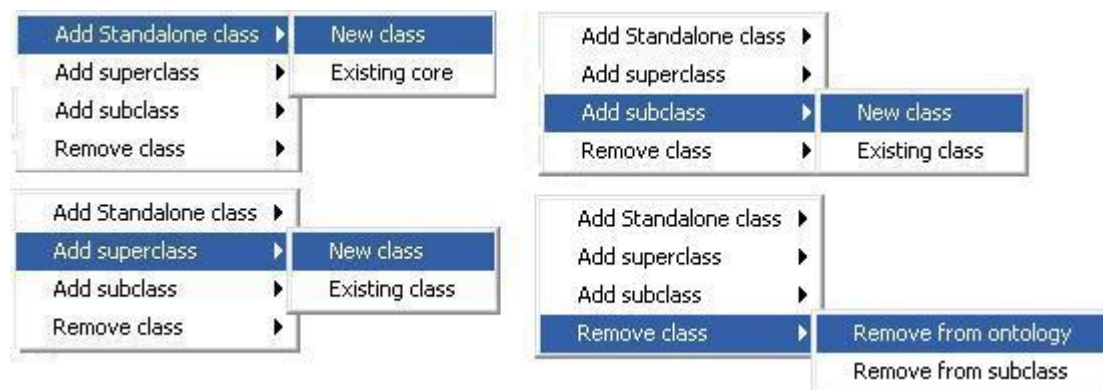 Add Standalone class New class
Add superclass Existing core
Add subclass
Remove class
Add Standalone class
Add superclass
Add subclass New class
Remove class Existing class
Add Standalone class
Add superclass New class
Add subclass Existing class
Remove class
Add Standalone class
Add superclass
Add subclass
Remove class Remove from ontology
Remove from subclass